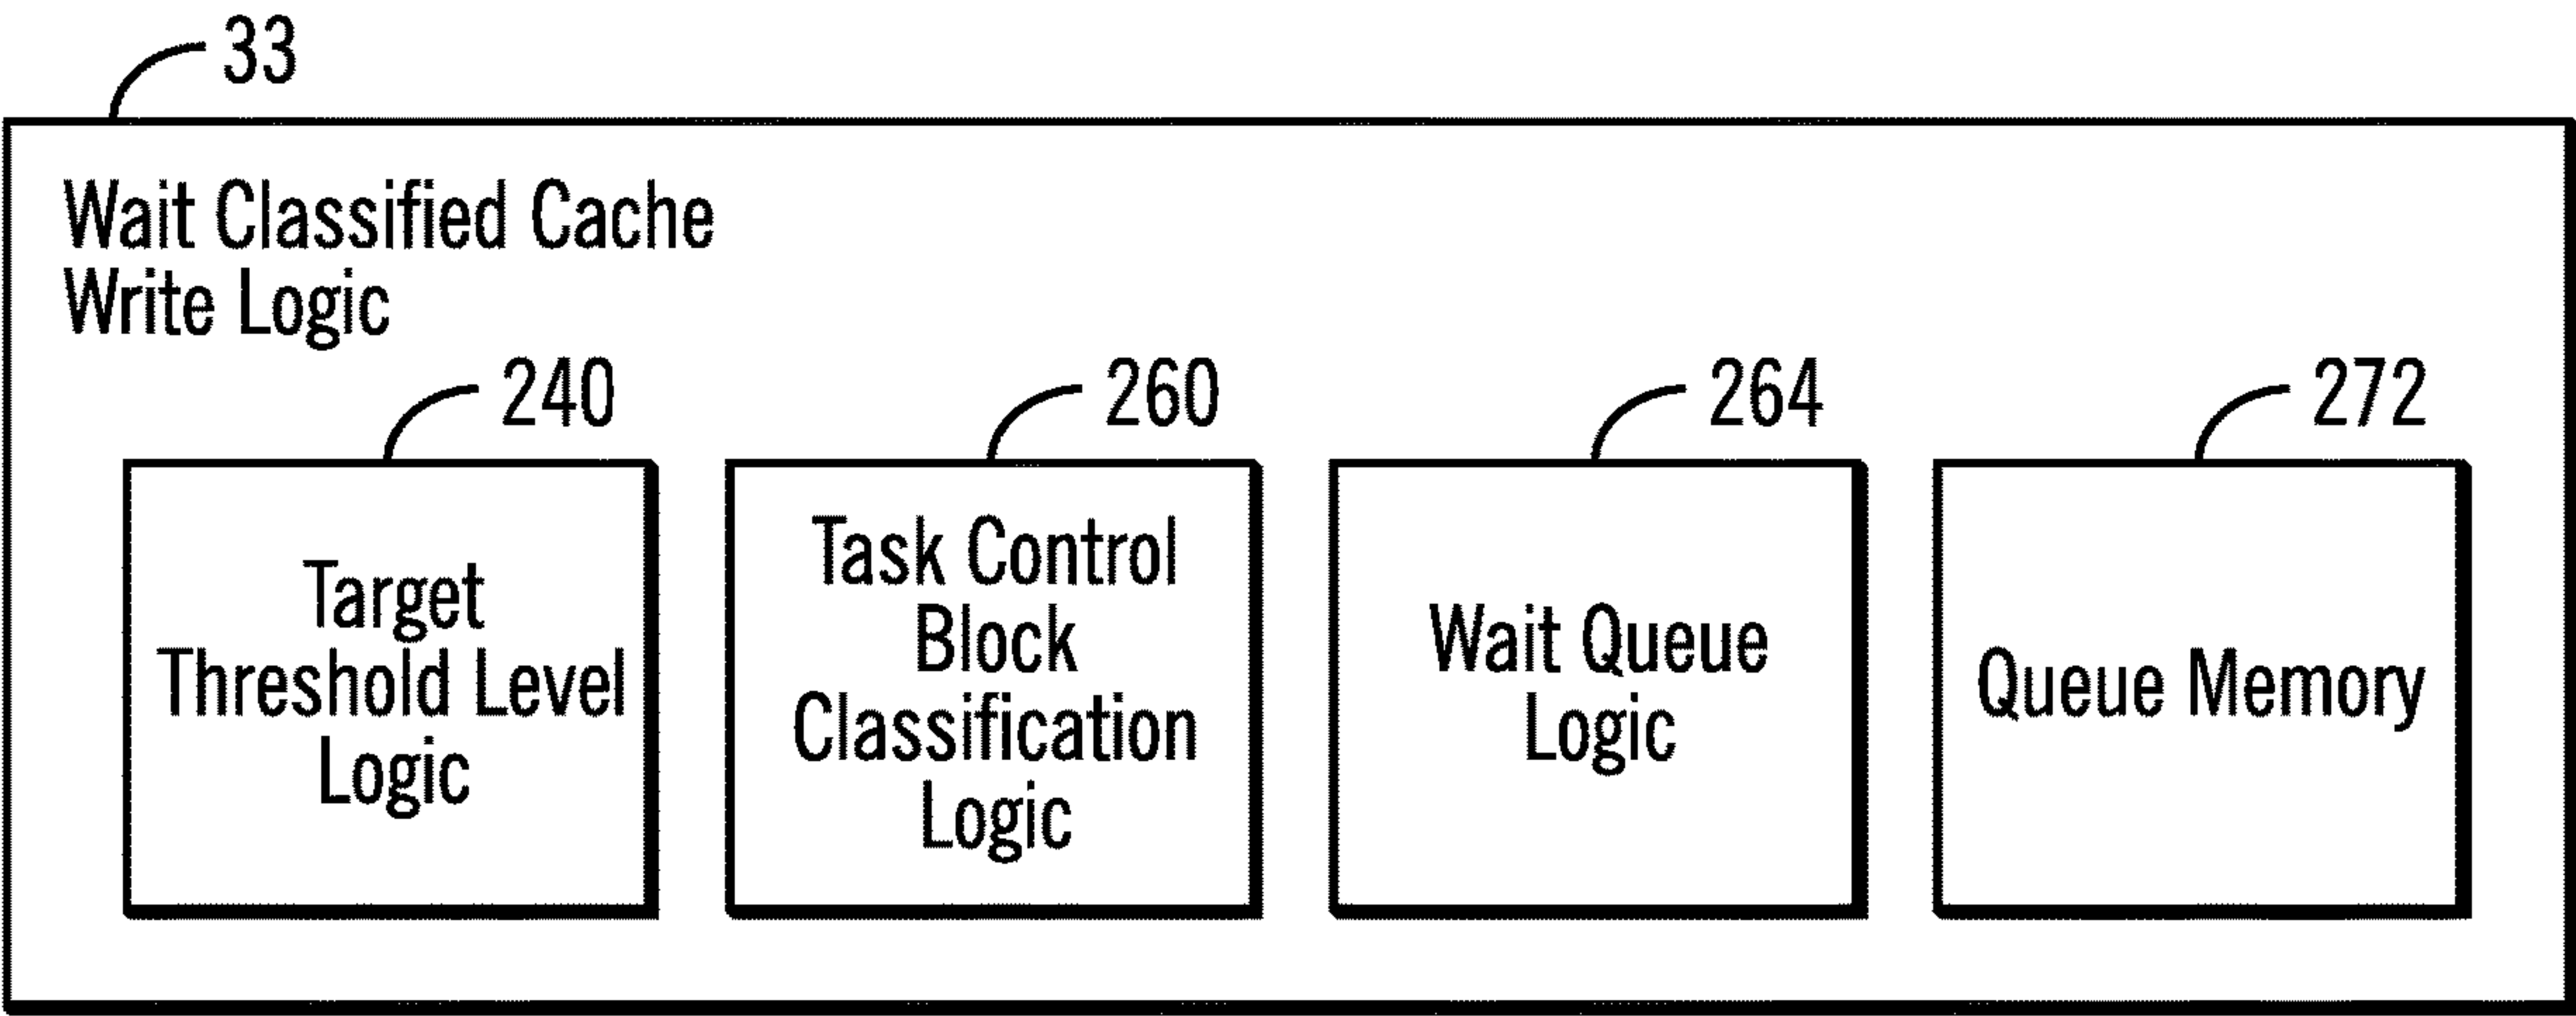 33
Wait Classified Cache
Write Logic
240
260
264
272
Target
Threshold Level
Logic
Task Control
Block
Classification
Logic
Wait Queue
Logic
Queue Memory